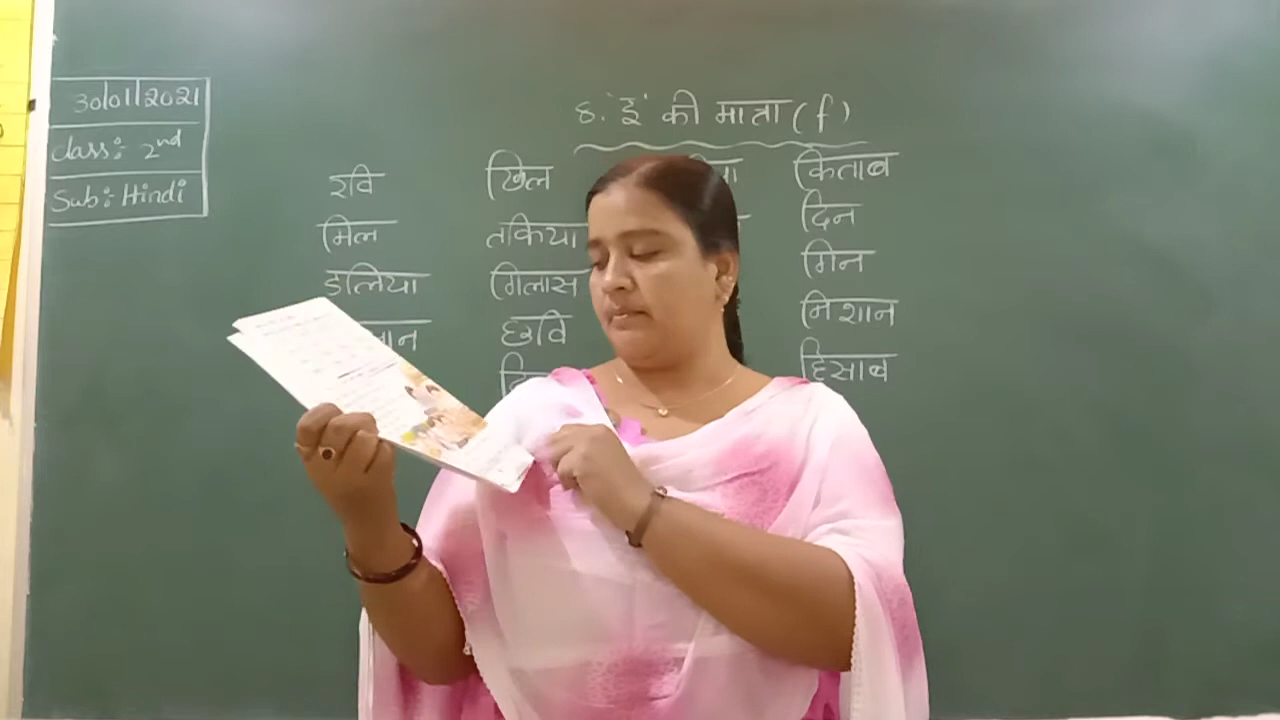 30/01/2021
class: 2nd
Sub: Hindi
8. 'इ' की मात्रा (ि)
रवि खिल किताब
मिल तकिया दिन
डलिया गिलास गिन
छवि निशान
हिसाब